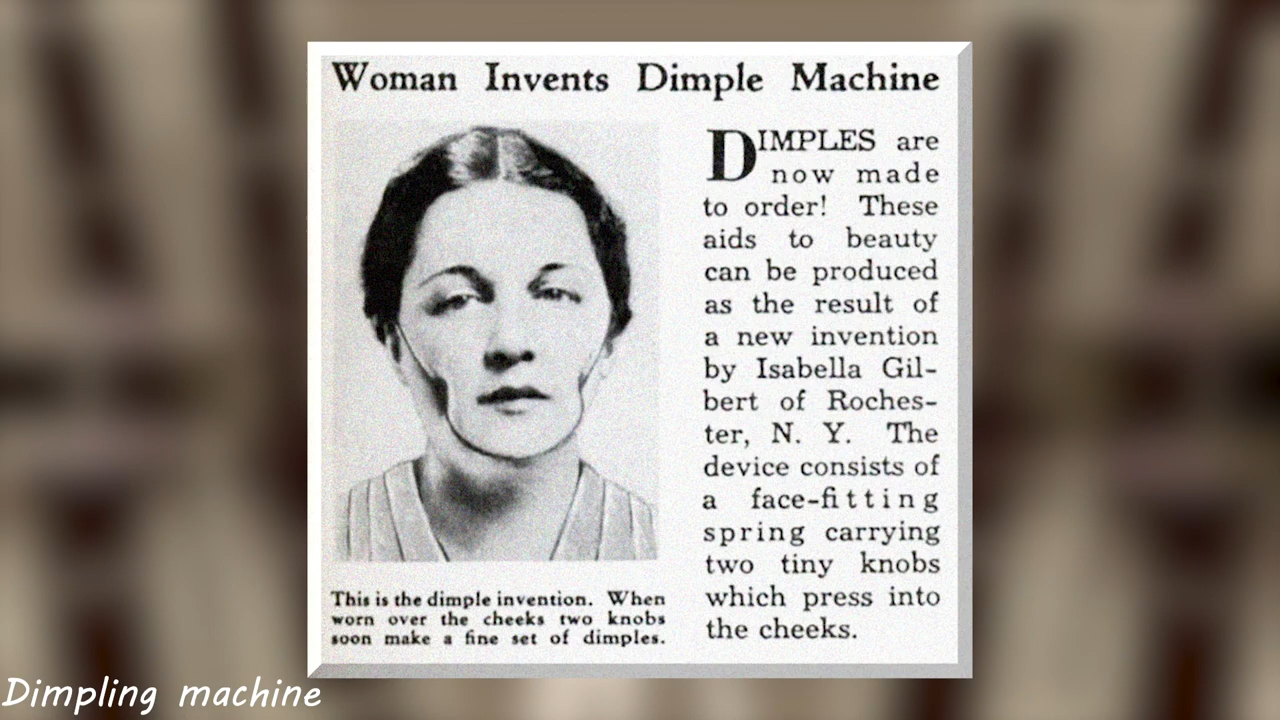 Woman Invents Dimple Machine
DIMPLES are
now made
to order! These
aids to beauty
can be produced
as the result of
a new invention
by Isabella Gil-
bert of Roches-
ter, N. Y. The
device consists of
a face-fitting
spring carrying
two tiny knobs
which press into
the cheeks.
This is the dimple invention. When
worn over the cheeks two knobs
soon make a fine set of dimples.
Dimpling machine